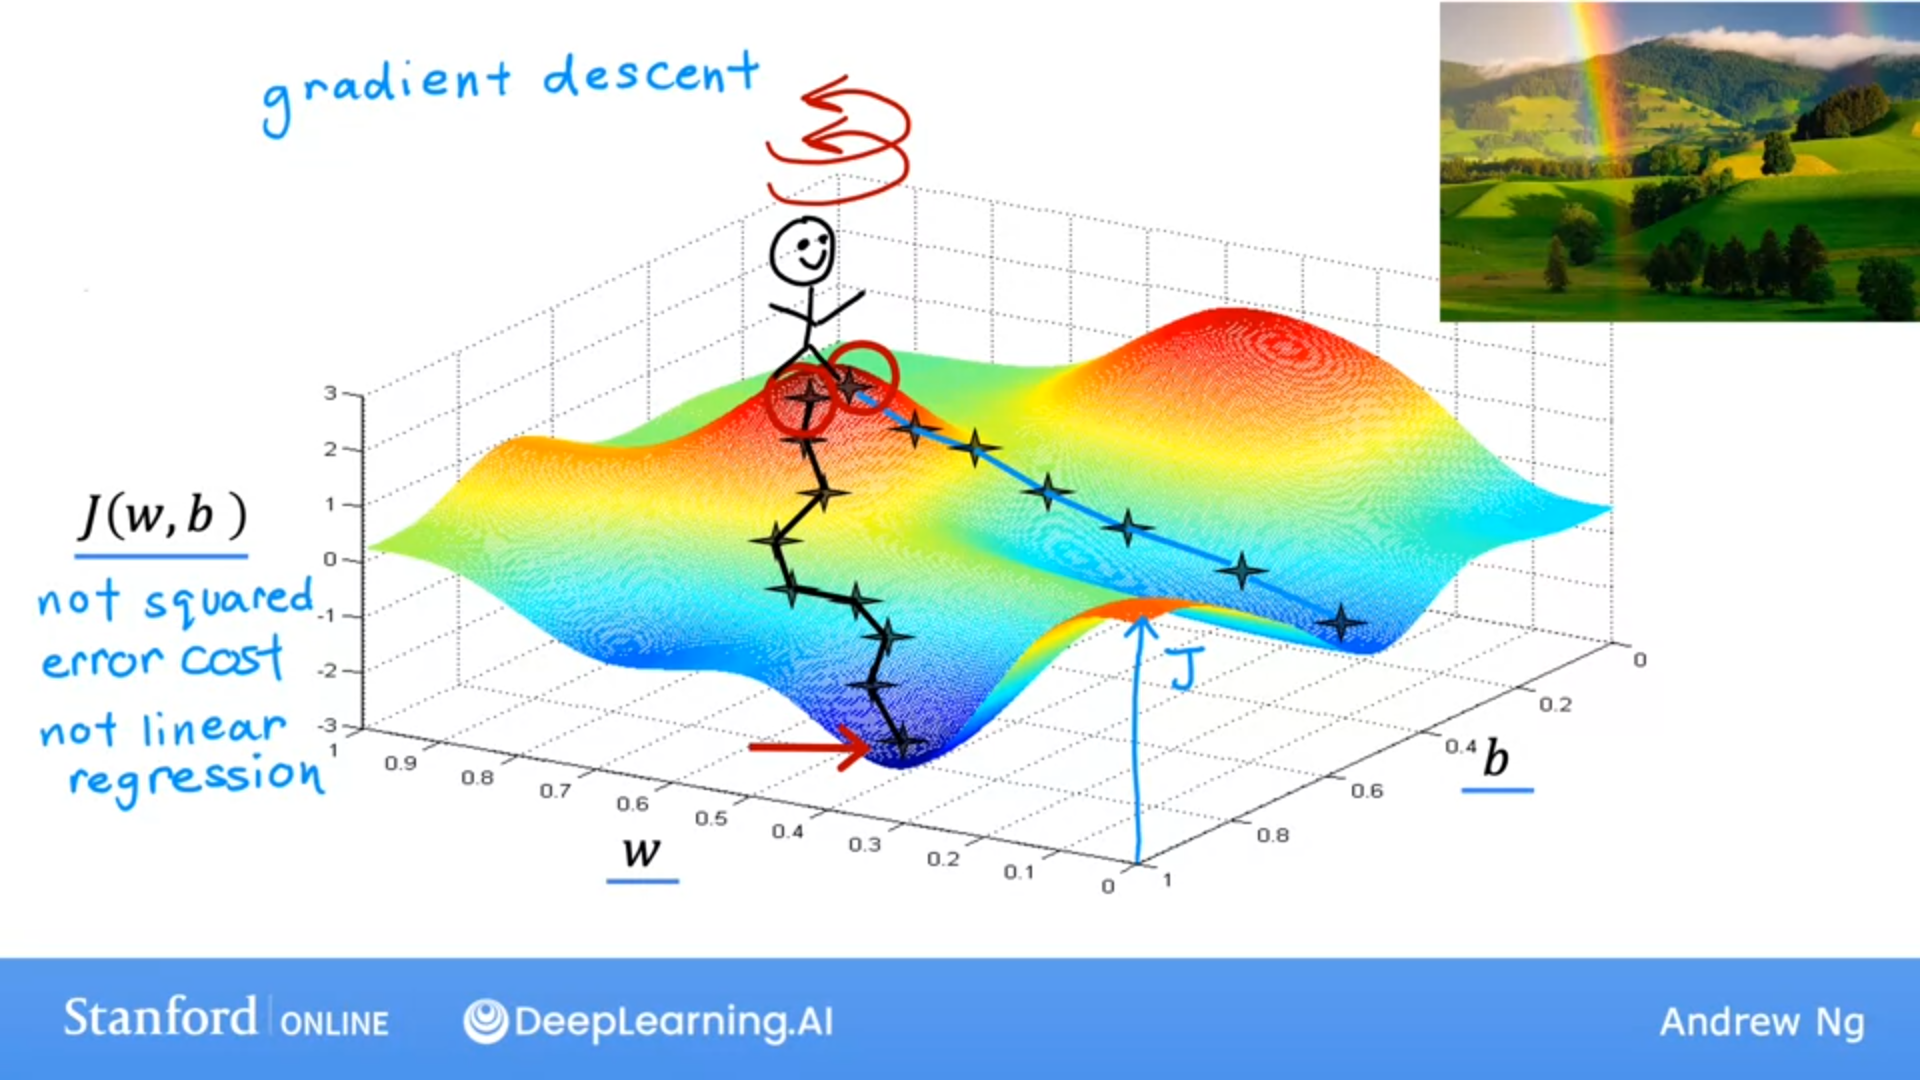 gradient descent
J(w, b )
not squared
error cost
not linear
regression
3
2
1
0
-1
-2
-3
1
0.9
0.8
0.7
0.6
0.5
0.4
0.3
0.2
0.1
0
w
1
0.8
0.6
0.4
0.2
0
b
J
Stanford ONLINE
DeepLearning.AI
Andrew Ng